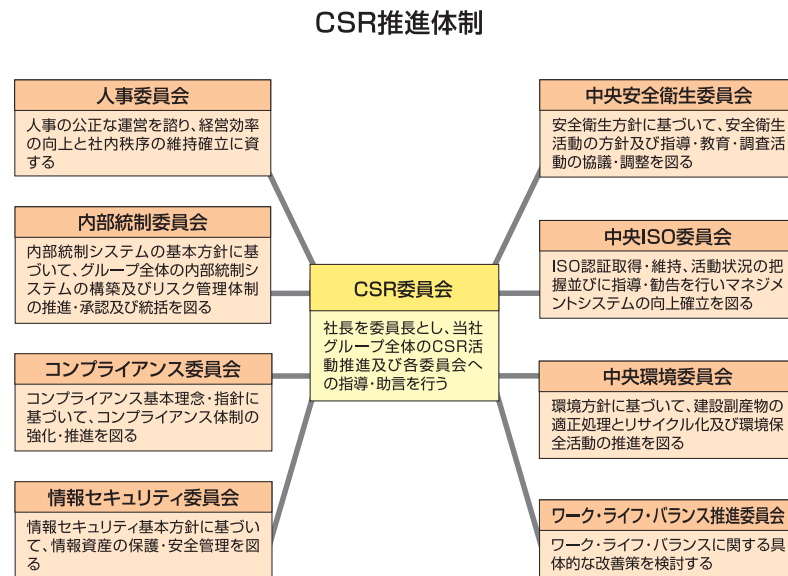 CSR推進体制
人事委員会
人事の公正な運営を諮り、経営効率
の向上と社内秩序の維持確立に資
する
内部統制委員会
内部統制システムの基本方針に基
づいて、グループ全体の内部統制シ
ステムの構築及びリスク管理体制
の推進・承認及び統括を図る
コンプライアンス委員会
コンプライアンス基本理念・指針に
基づいて、コンプライアンス体制の
強化・推進を図る
情報セキュリティ委員会
情報セキュリティ基本方針に基づい
て、情報資産の保護・安全管理を図
る
CSR委員会
社長を委員長とし、当社
グループ全体のCSR活
動推進及び各委員会へ
の指導・助言を行う
中央安全衛生委員会
安全衛生方針に基づいて、安全衛生
活動の方針及び指導・教育・調査活
動の協議・調整を図る
中央ISO委員会
ISO認証取得・維持、活動状況の把
握並びに指導・勧告を行いマネジメ
ントシステムの向上確立を図る
中央環境委員会
環境方針に基づいて、建設副産物の
適正処理とリサイクル化及び環境保
全活動の推進を図る
ワーク・ライフ・バランス推進委員会
ワーク・ライフ・バランスに関する具
体的な改善策を検討する